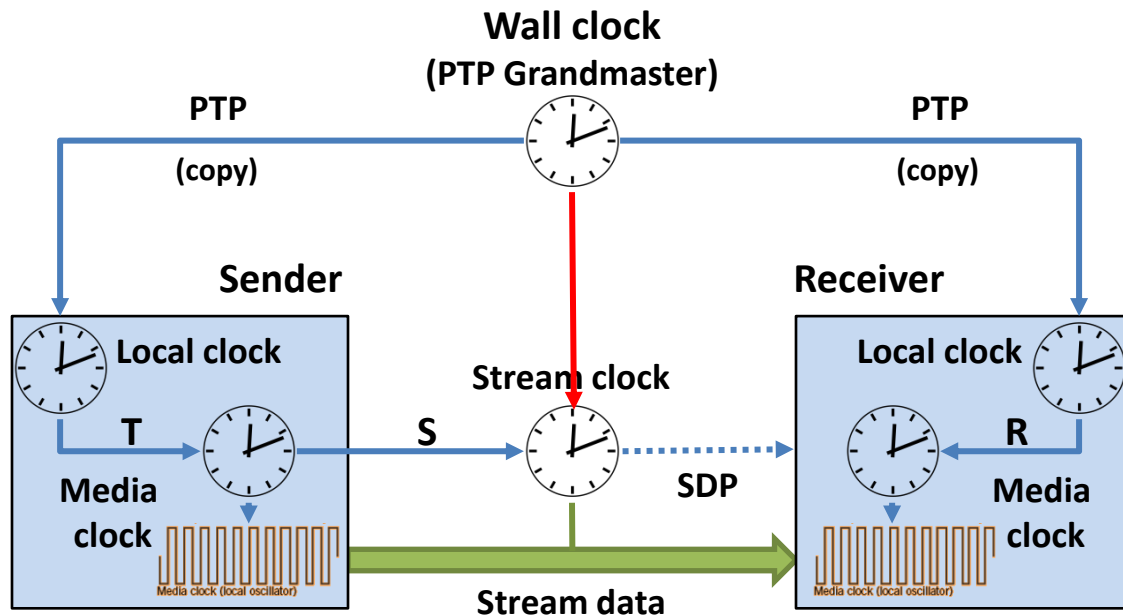 Wall clock
(PTP Grandmaster)
PTP
(copy)
PTP
(copy)
Sender
Receiver
Local clock
Stream clock
Local clock
T
S
SDP
R
Media
clock
Media
clock
Media clock (local oscillator)
Media clock (local oscillator)
Stream data